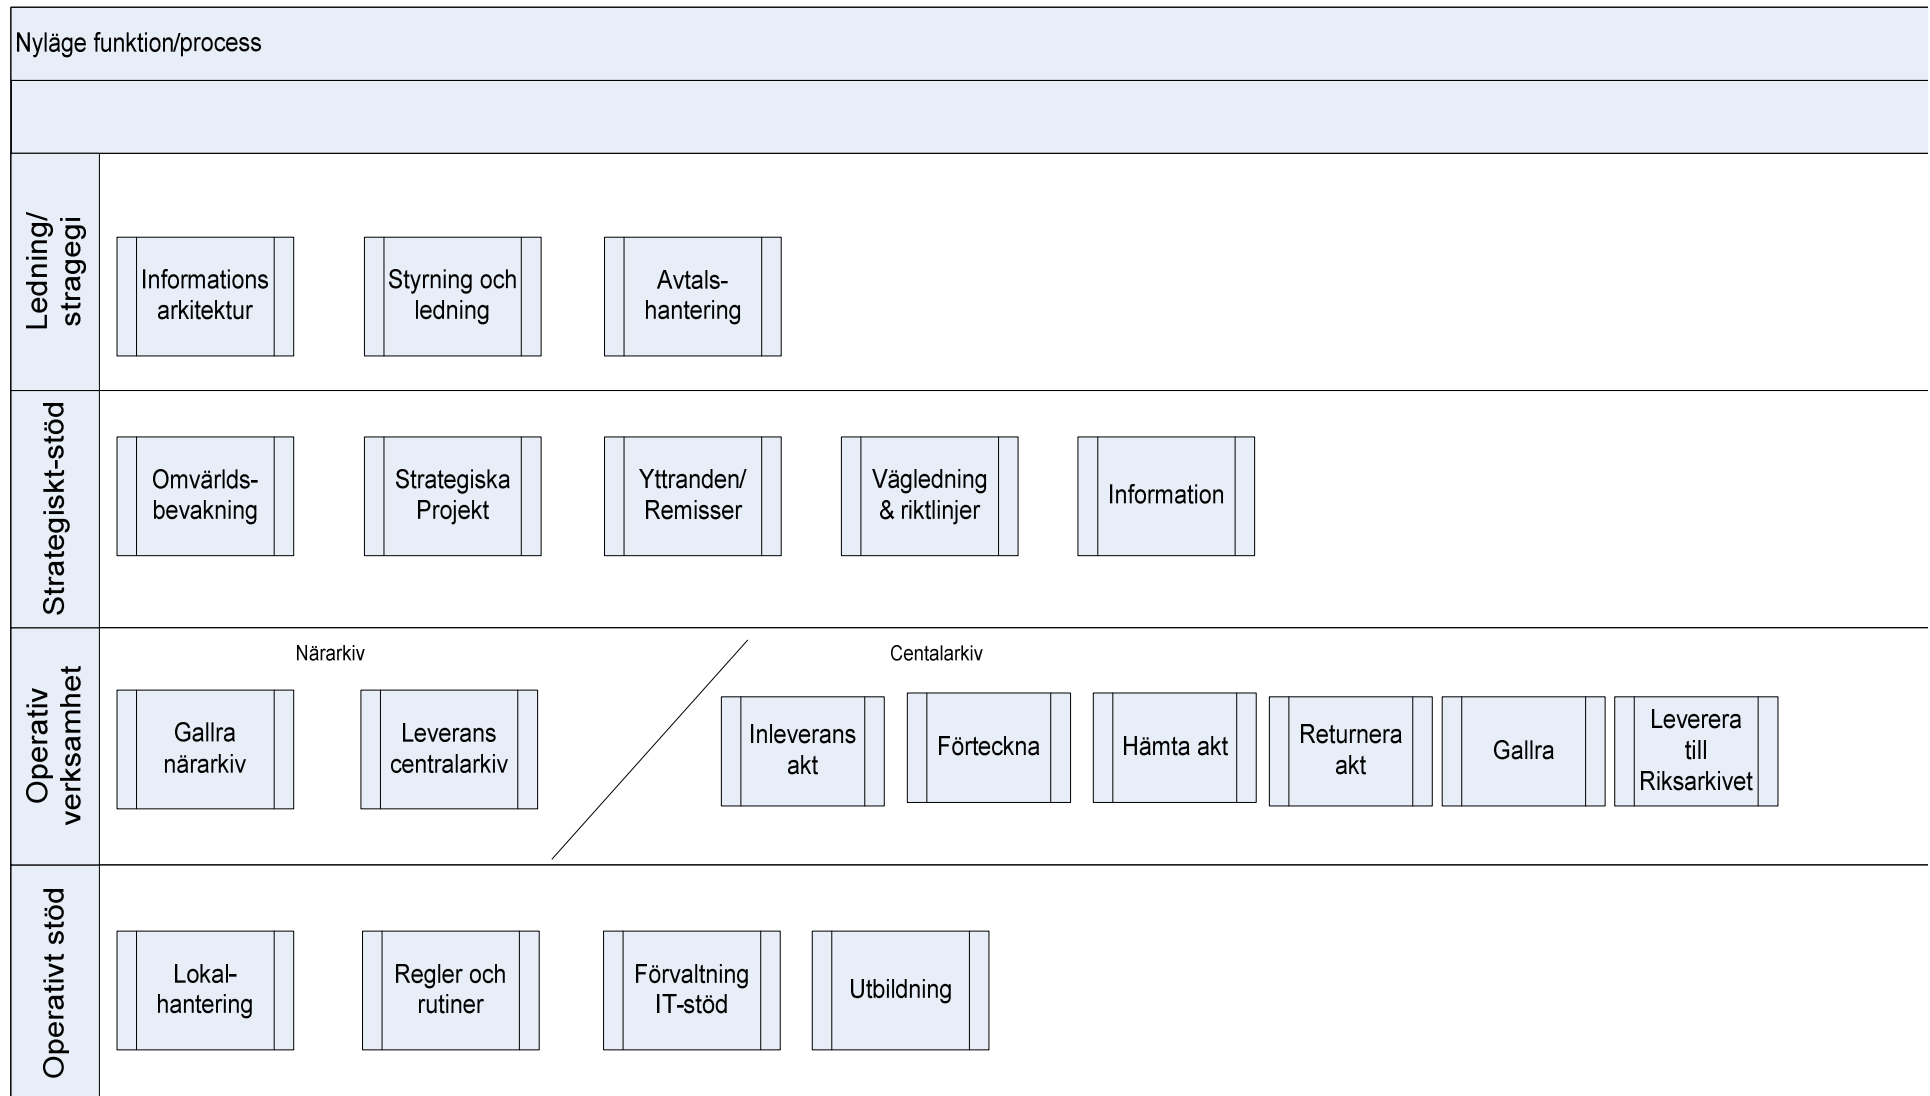 Nyläge funktion/process
Ledning/
stragegi
Informations
arkitektur
Styrning och
ledning
Avtals-
hantering
Strategiskt-stöd
Omvärlds-
bevakning
Strategiska
Projekt
Yttranden/
Remisser
Vägledning
& riktlinjer
Information
Operativ
verksamhet
Närarkiv
Centalarkiv
Gallra
närarkiv
Leverans
centralarkiv
Inleverans
akt
Förteckna
Hämta akt
Returnera
akt
Gallra
Leverera
till
Riksarkivet
Operativt stöd
Lokal-
hantering
Regler och
rutiner
Förvaltning
IT-stöd
Utbildning